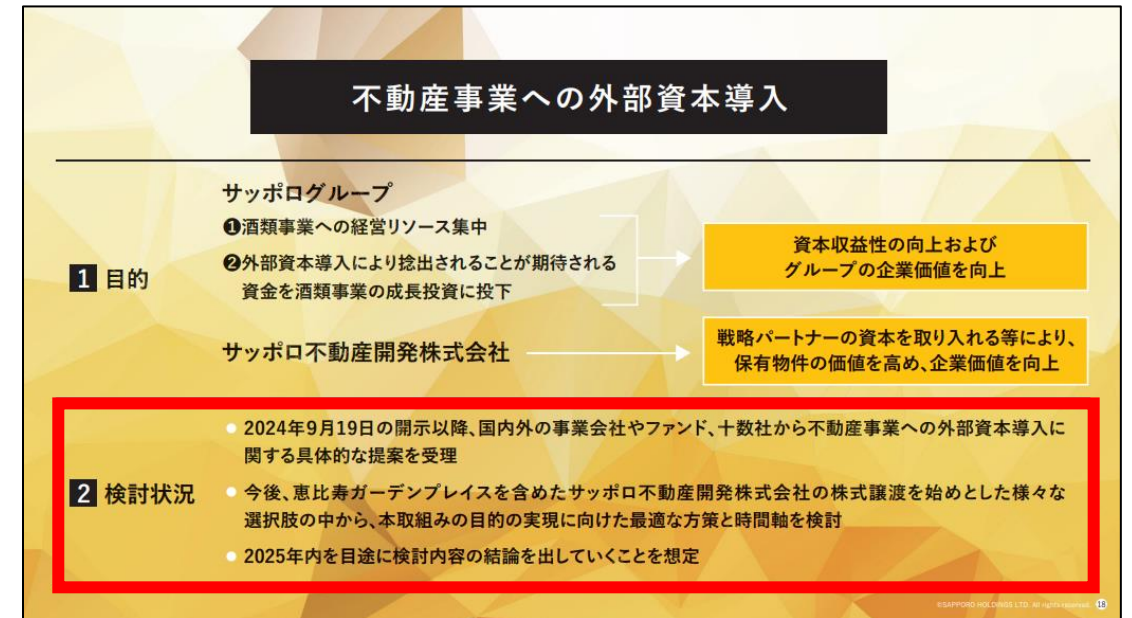 不動産事業への外部資本導入
1 目的
サッポログループ
❶酒類事業への経営リソース集中
❷外部資本導入により捻出されることが期待される
資金を酒類事業の成長投資に投下
資本収益性の向上および
グループの企業価値を向上
サッポロ不動産開発株式会社
戦略パートナーの資本を取り入れる等により、
保有物件の価値を高め、企業価値を向上
2 検討状況
● 2024年9月19日の開示以降、国内外の事業会社やファンド、十数社から不動産事業への外部資本導入に
関する具体的な提案を受理
● 今後、恵比寿ガーデンプレイスを含めたサッポロ不動産開発株式会社の株式譲渡を始めとした様々な
選択肢の中から、本取組みの目的の実現に向けた最適な方策と時間軸を検討
● 2025年内を目途に検討内容の結論を出していくことを想定
©SAPPORO HOLDINGS LTD. All rights reserved. 18